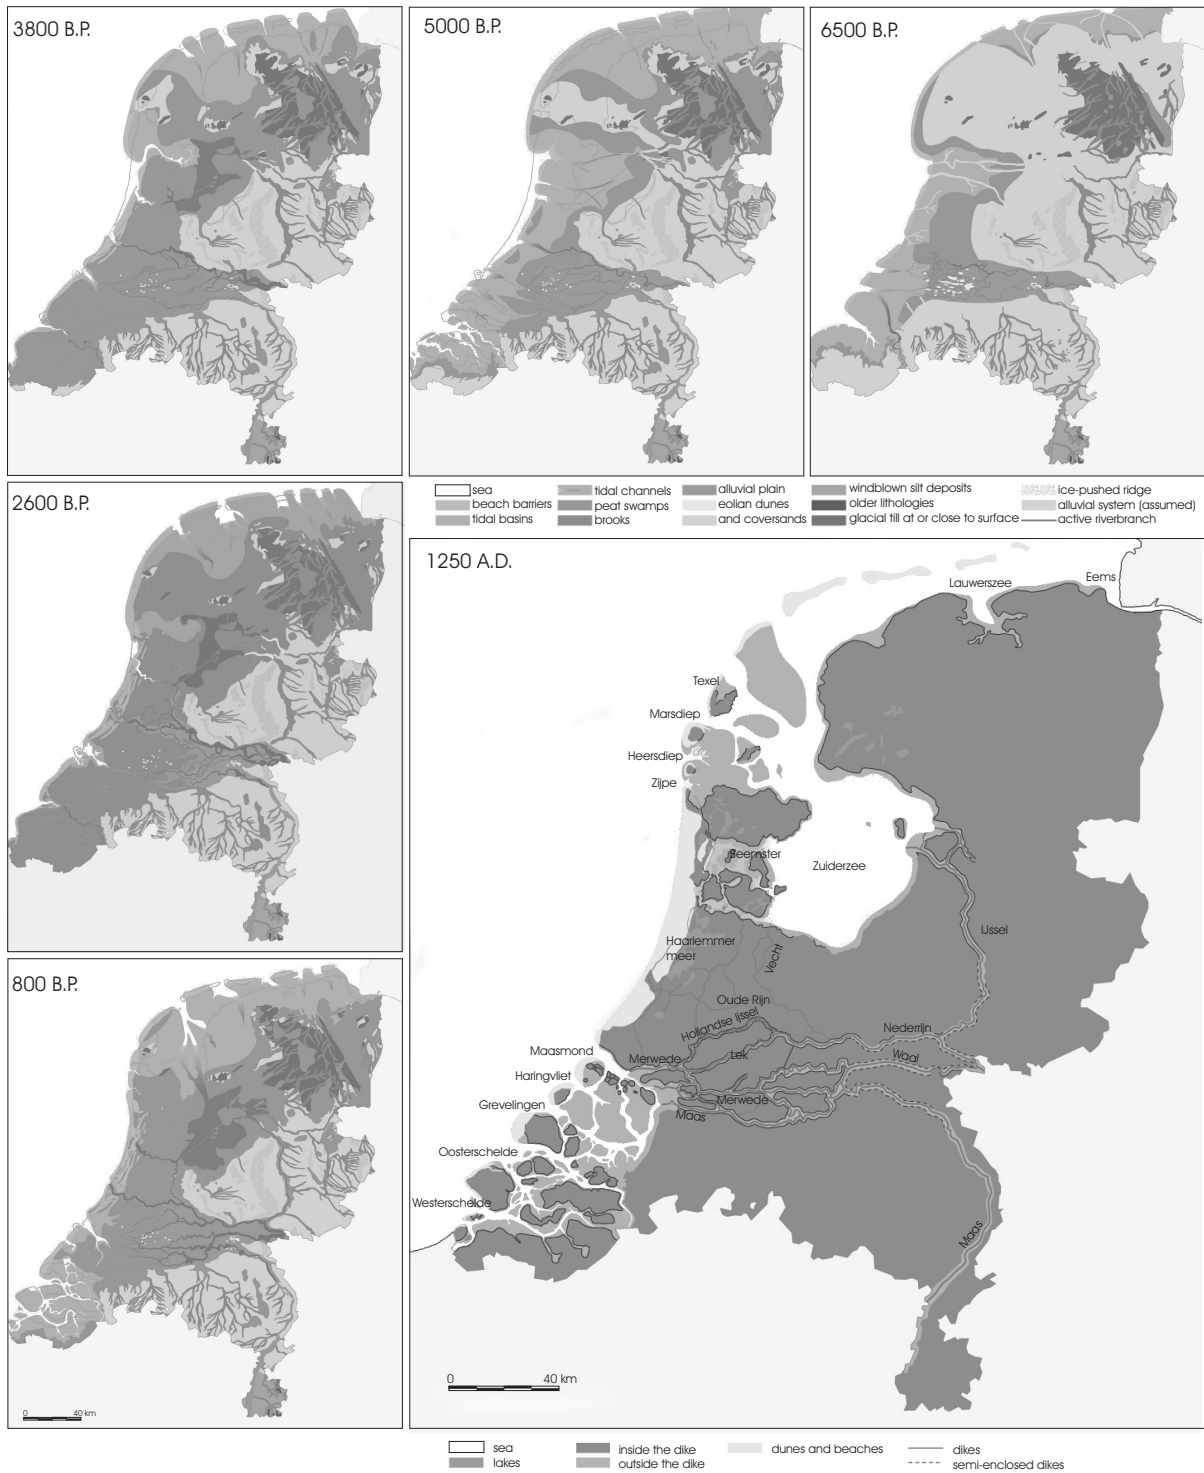 3800 B.P.
5000 B.P.
6500 B.P.
sea
beach barriers
tidal basins
tidal channels
peat swamps
brooks
alluvial plain
eolian dunes
and coversands
windblown silt deposits
older lithologies
glacial till at or close to surface
ice-pushed ridge
alluvial system (assumed)
active riverbranch
2600 B.P.
800 B.P.
0 40 km
1250 A.D.
Lauwerszee
Eems
Texel
Marsdiep
Heersdiep
Zijpe
Beemster
Zuiderzee
Haarlemmer
meer
Vecht
IJssel
Oude Rijn
Hollandse IJssel
Nederrijn
Maasmond
Merwede
Lek
Waal
Haringvliet
Merwede
Grevelingen
Maas
Oosterschelde
Westerschelde
Maas
0 40 km
sea
lakes
inside the dike
outside the dike
dunes and beaches
dikes
semi-enclosed dikes